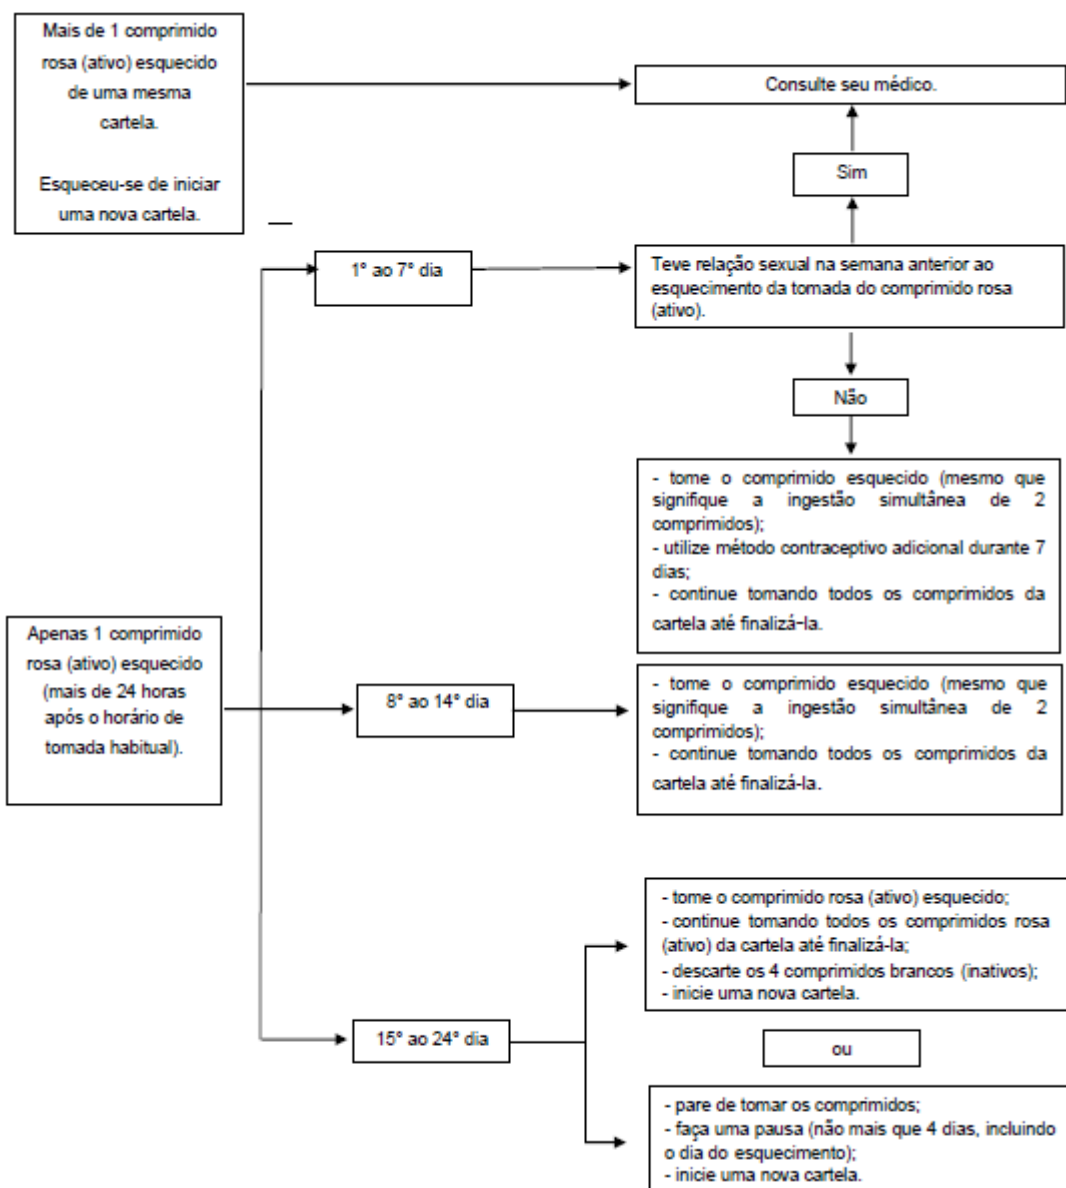 Mais de 1 comprimido
rosa (ativo) esquecido
de uma mesma
cartela.
Esqueceu-se de iniciar
uma nova cartela.
Consulte seu médico.
Sim
1° ao 7° dia
Teve relação sexual na semana anterior ao
esquecimento da tomada do comprimido rosa
(ativo).
Não
- tome o comprimido esquecido (mesmo que
signifique a ingestão simultânea de 2
comprimidos);
- utilize método contraceptivo adicional durante 7
dias;
- continue tomando todos os comprimidos da
cartela até finalizá-la.
Apenas 1 comprimido
rosa (ativo) esquecido
(mais de 24 horas
após o horário de
tomada habitual).
8° ao 14° dia
- tome o comprimido esquecido (mesmo que
signifique a ingestão simultânea de 2
comprimidos);
- continue tomando todos os comprimidos da
cartela até finalizá-la.
15° ao 24° dia
- tome o comprimido rosa (ativo) esquecido;
- continue tomando todos os comprimidos rosa
(ativo) da cartela até finalizá-la;
- descarte os 4 comprimidos brancos (inativos);
- inicie uma nova cartela.
ou
- pare de tomar os comprimidos;
- faça uma pausa (não mais que 4 dias, incluindo
o dia do esquecimento);
- inicie uma nova cartela.